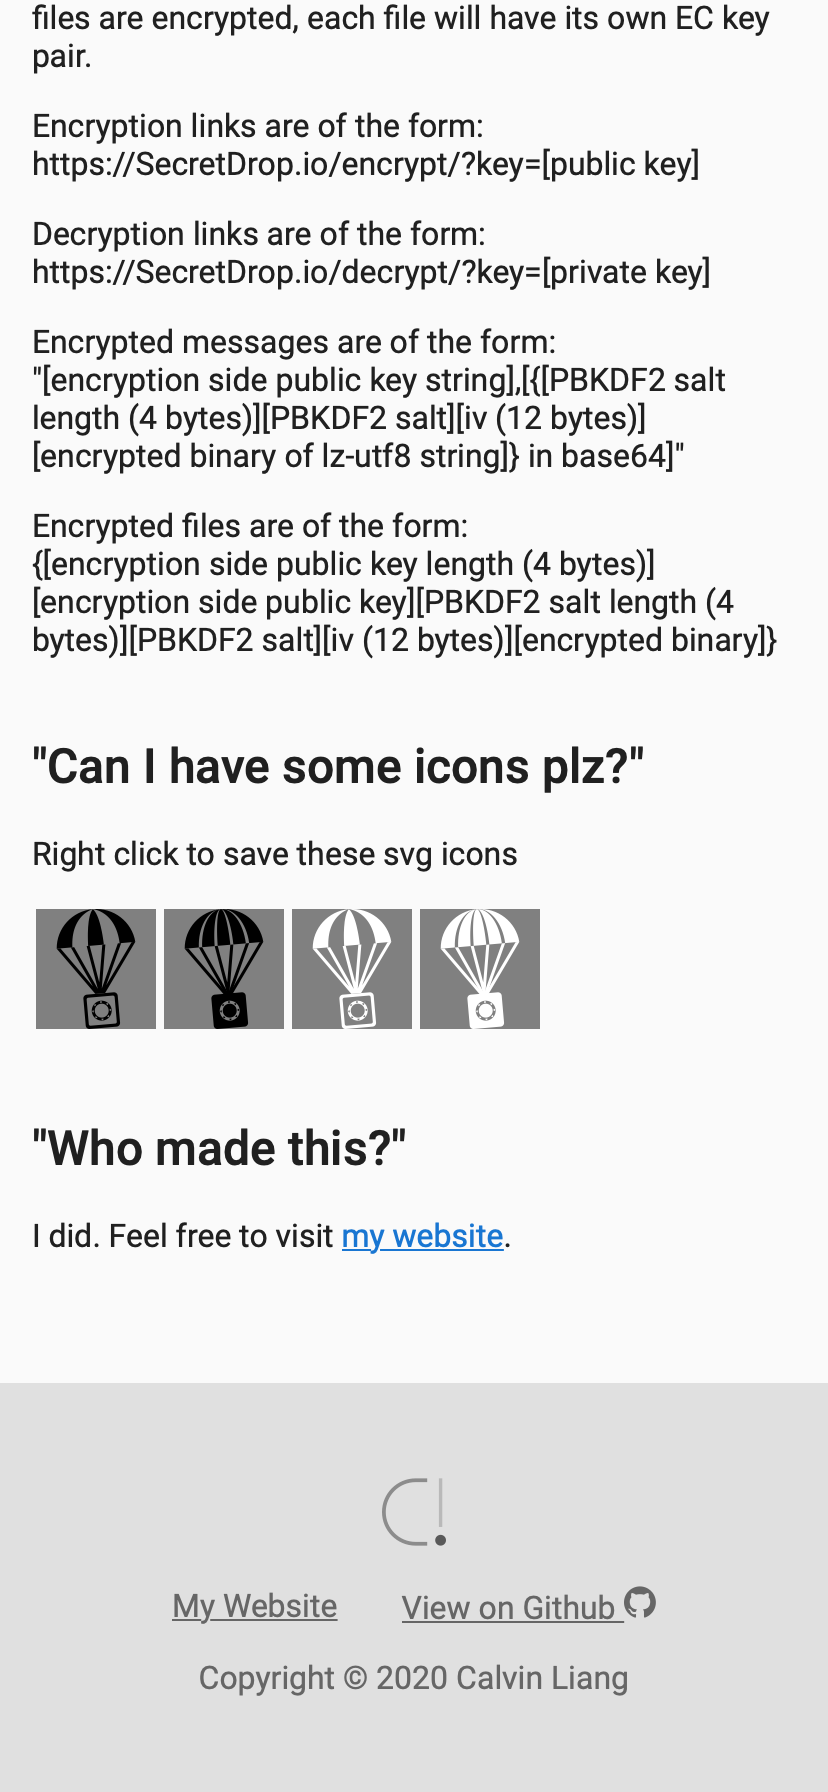 files are encrypted, each file will have its own EC key
pair.
Encryption links are of the form:
https://SecretDrop.io/encrypt/?key=[public key]
Decryption links are of the form:
https://SecretDrop.io/decrypt/?key=[private key]
Encrypted messages are of the form:
"[encryption side public key string],[{[PBKDF2 salt
length (4 bytes)][PBKDF2 salt][iv (12 bytes)]
[encrypted binary of lz-utf8 string]} in base64]"
Encrypted files are of the form:
{[encryption side public key length (4 bytes)]
[encryption side public key][PBKDF2 salt length (4
bytes)][PBKDF2 salt][iv (12 bytes)][encrypted binary]}
"Can I have some icons plz?"
Right click to save these svg icons
"Who made this?"
I did. Feel free to visit my website.
My Website View on Github
Copyright © 2020 Calvin Liang